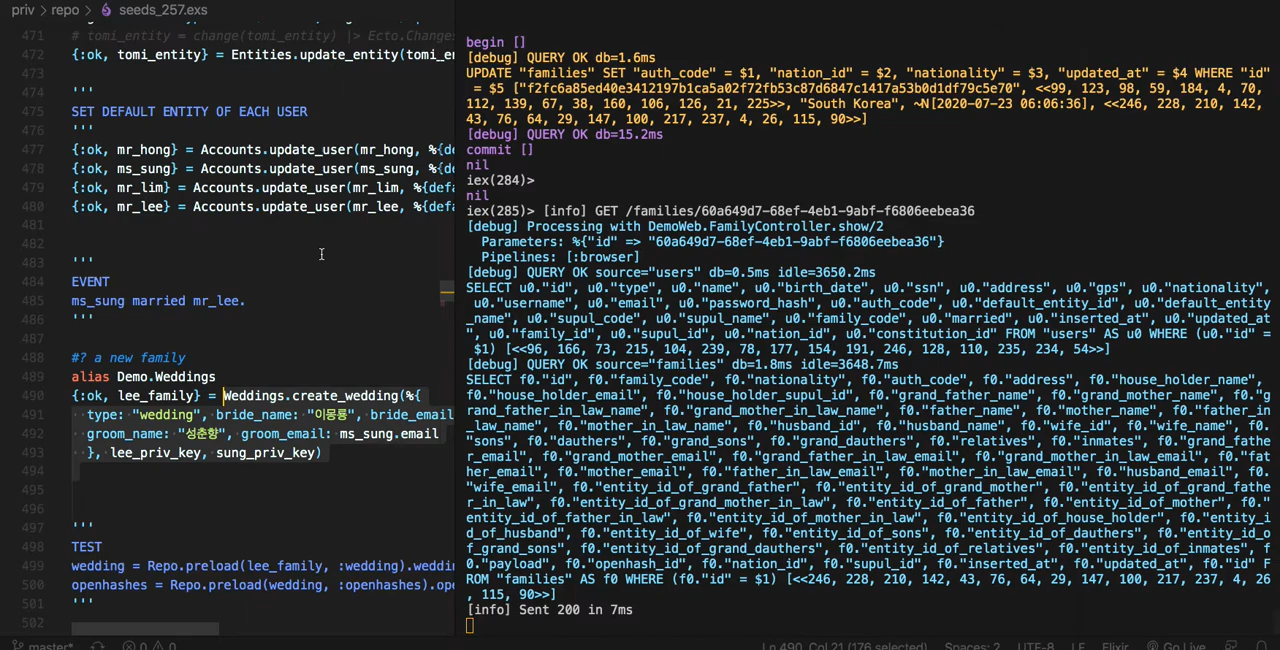 priv > repo > seeds_257.exs
471 # tomi_entity = change(tomi_entity) |> Ecto.Change
472 {:ok, tomi_entity} = Entities.update_entity(tomi_e
473
474 '''
475 SET DEFAULT ENTITY OF EACH USER
476 '''
477 {:ok, mr_hong} = Accounts.update_user(mr_hong, %{de
478 {:ok, ms_sung} = Accounts.update_user(ms_sung, %{de
479 {:ok, mr_lim} = Accounts.update_user(mr_lim, %{defa
480 {:ok, mr_lee} = Accounts.update_user(mr_lee, %{defa
481
482
483 '''
484 EVENT
485 ms_sung married mr_lee.
486 '''
487
488 #? a new family
489 alias Demo.Weddings
490 {:ok, lee_family} = Weddings.create_wedding(%{
491 type: "wedding", bride_name: "이몽룡", bride_email
492 groom_name: "성춘향", groom_email: ms_sung.email
493 }, lee_priv_key, sung_priv_key)
494
495
496
497 '''
498 TEST
499 wedding = Repo.preload(lee_family, :wedding).weddin
500 openhashes = Repo.preload(wedding, :openhashes).ope
501 '''
502
master* 0 0 Ln 490, Col 21 (176 selected) Spaces: 2 UTF-8 LF Elixir Go Live
begin []
[debug] QUERY OK db=1.6ms
UPDATE "families" SET "auth_code" = $1, "nation_id" = $2, "nationality" = $3, "updated_at" = $4 WHERE "id"
= $5 ["f2fc6a85ed40e3412197b1ca5a02f72fb53c87d6847c1417a53b0d1df79c5e70", <<99, 123, 98, 59, 184, 4, 70,
112, 139, 67, 38, 160, 106, 126, 21, 225>>, "South Korea", ~N[2020-07-23 06:06:36], <<246, 228, 210, 142,
43, 76, 64, 29, 147, 100, 217, 237, 4, 26, 115, 90>>]
[debug] QUERY OK db=15.2ms
commit []
nil
iex(284)>
nil
iex(285)> [info] GET /families/60a649d7-68ef-4eb1-9abf-f6806eebea36
[debug] Processing with DemoWeb.FamilyController.show/2
Parameters: %{"id" => "60a649d7-68ef-4eb1-9abf-f6806eebea36"}
Pipelines: [:browser]
[debug] QUERY OK source="users" db=0.5ms idle=3650.2ms
SELECT u0."id", u0."type", u0."name", u0."birth_date", u0."ssn", u0."address", u0."gps", u0."nationality",
u0."username", u0."email", u0."password_hash", u0."auth_code", u0."default_entity_id", u0."default_entity
_name", u0."supul_code", u0."supul_name", u0."family_code", u0."married", u0."inserted_at", u0."updated_at
", u0."family_id", u0."supul_id", u0."nation_id", u0."constitution_id" FROM "users" AS u0 WHERE (u0."id" =
$1) [<<96, 166, 73, 215, 104, 239, 78, 177, 154, 191, 246, 128, 110, 235, 234, 54>>]
[debug] QUERY OK source="families" db=1.8ms idle=3648.7ms
SELECT f0."id", f0."family_code", f0."nationality", f0."auth_code", f0."address", f0."house_holder_name",
f0."house_holder_email", f0."house_holder_supul_id", f0."grand_father_name", f0."grand_mother_name", f0."g
rand_father_in_law_name", f0."grand_mother_in_law_name", f0."father_name", f0."mother_name", f0."father_in
_law_name", f0."mother_in_law_name", f0."husband_id", f0."husband_name", f0."wife_id", f0."wife_name", f0.
"sons", f0."dauthers", f0."grand_sons", f0."grand_dauthers", f0."relatives", f0."inmates", f0."grand_fathe
r_email", f0."grand_mother_email", f0."grand_father_in_law_email", f0."grand_mother_in_law_email", f0."fat
her_email", f0."mother_email", f0."father_in_law_email", f0."mother_in_law_email", f0."husband_email", f0.
"wife_email", f0."entity_id_of_grand_father", f0."entity_id_of_grand_mother", f0."entity_id_of_grand_fathe
r_in_law", f0."entity_id_of_grand_mother_in_law", f0."entity_id_of_father", f0."entity_id_of_mother", f0."
entity_id_of_father_in_law", f0."entity_id_of_mother_in_law", f0."entity_id_of_house_holder", f0."entity_i
d_of_husband", f0."entity_id_of_wife", f0."entity_id_of_sons", f0."entity_id_of_dauthers", f0."entity_id_o
f_grand_sons", f0."entity_id_of_grand_dauthers", f0."entity_id_of_relatives", f0."entity_id_of_inmates", f
0."payload", f0."openhash_id", f0."nation_id", f0."supul_id", f0."inserted_at", f0."updated_at", f0."id" F
ROM "families" AS f0 WHERE (f0."id" = $1) [<<246, 228, 210, 142, 43, 76, 64, 29, 147, 100, 217, 237, 4, 26
, 115, 90>>]
[info] Sent 200 in 7ms